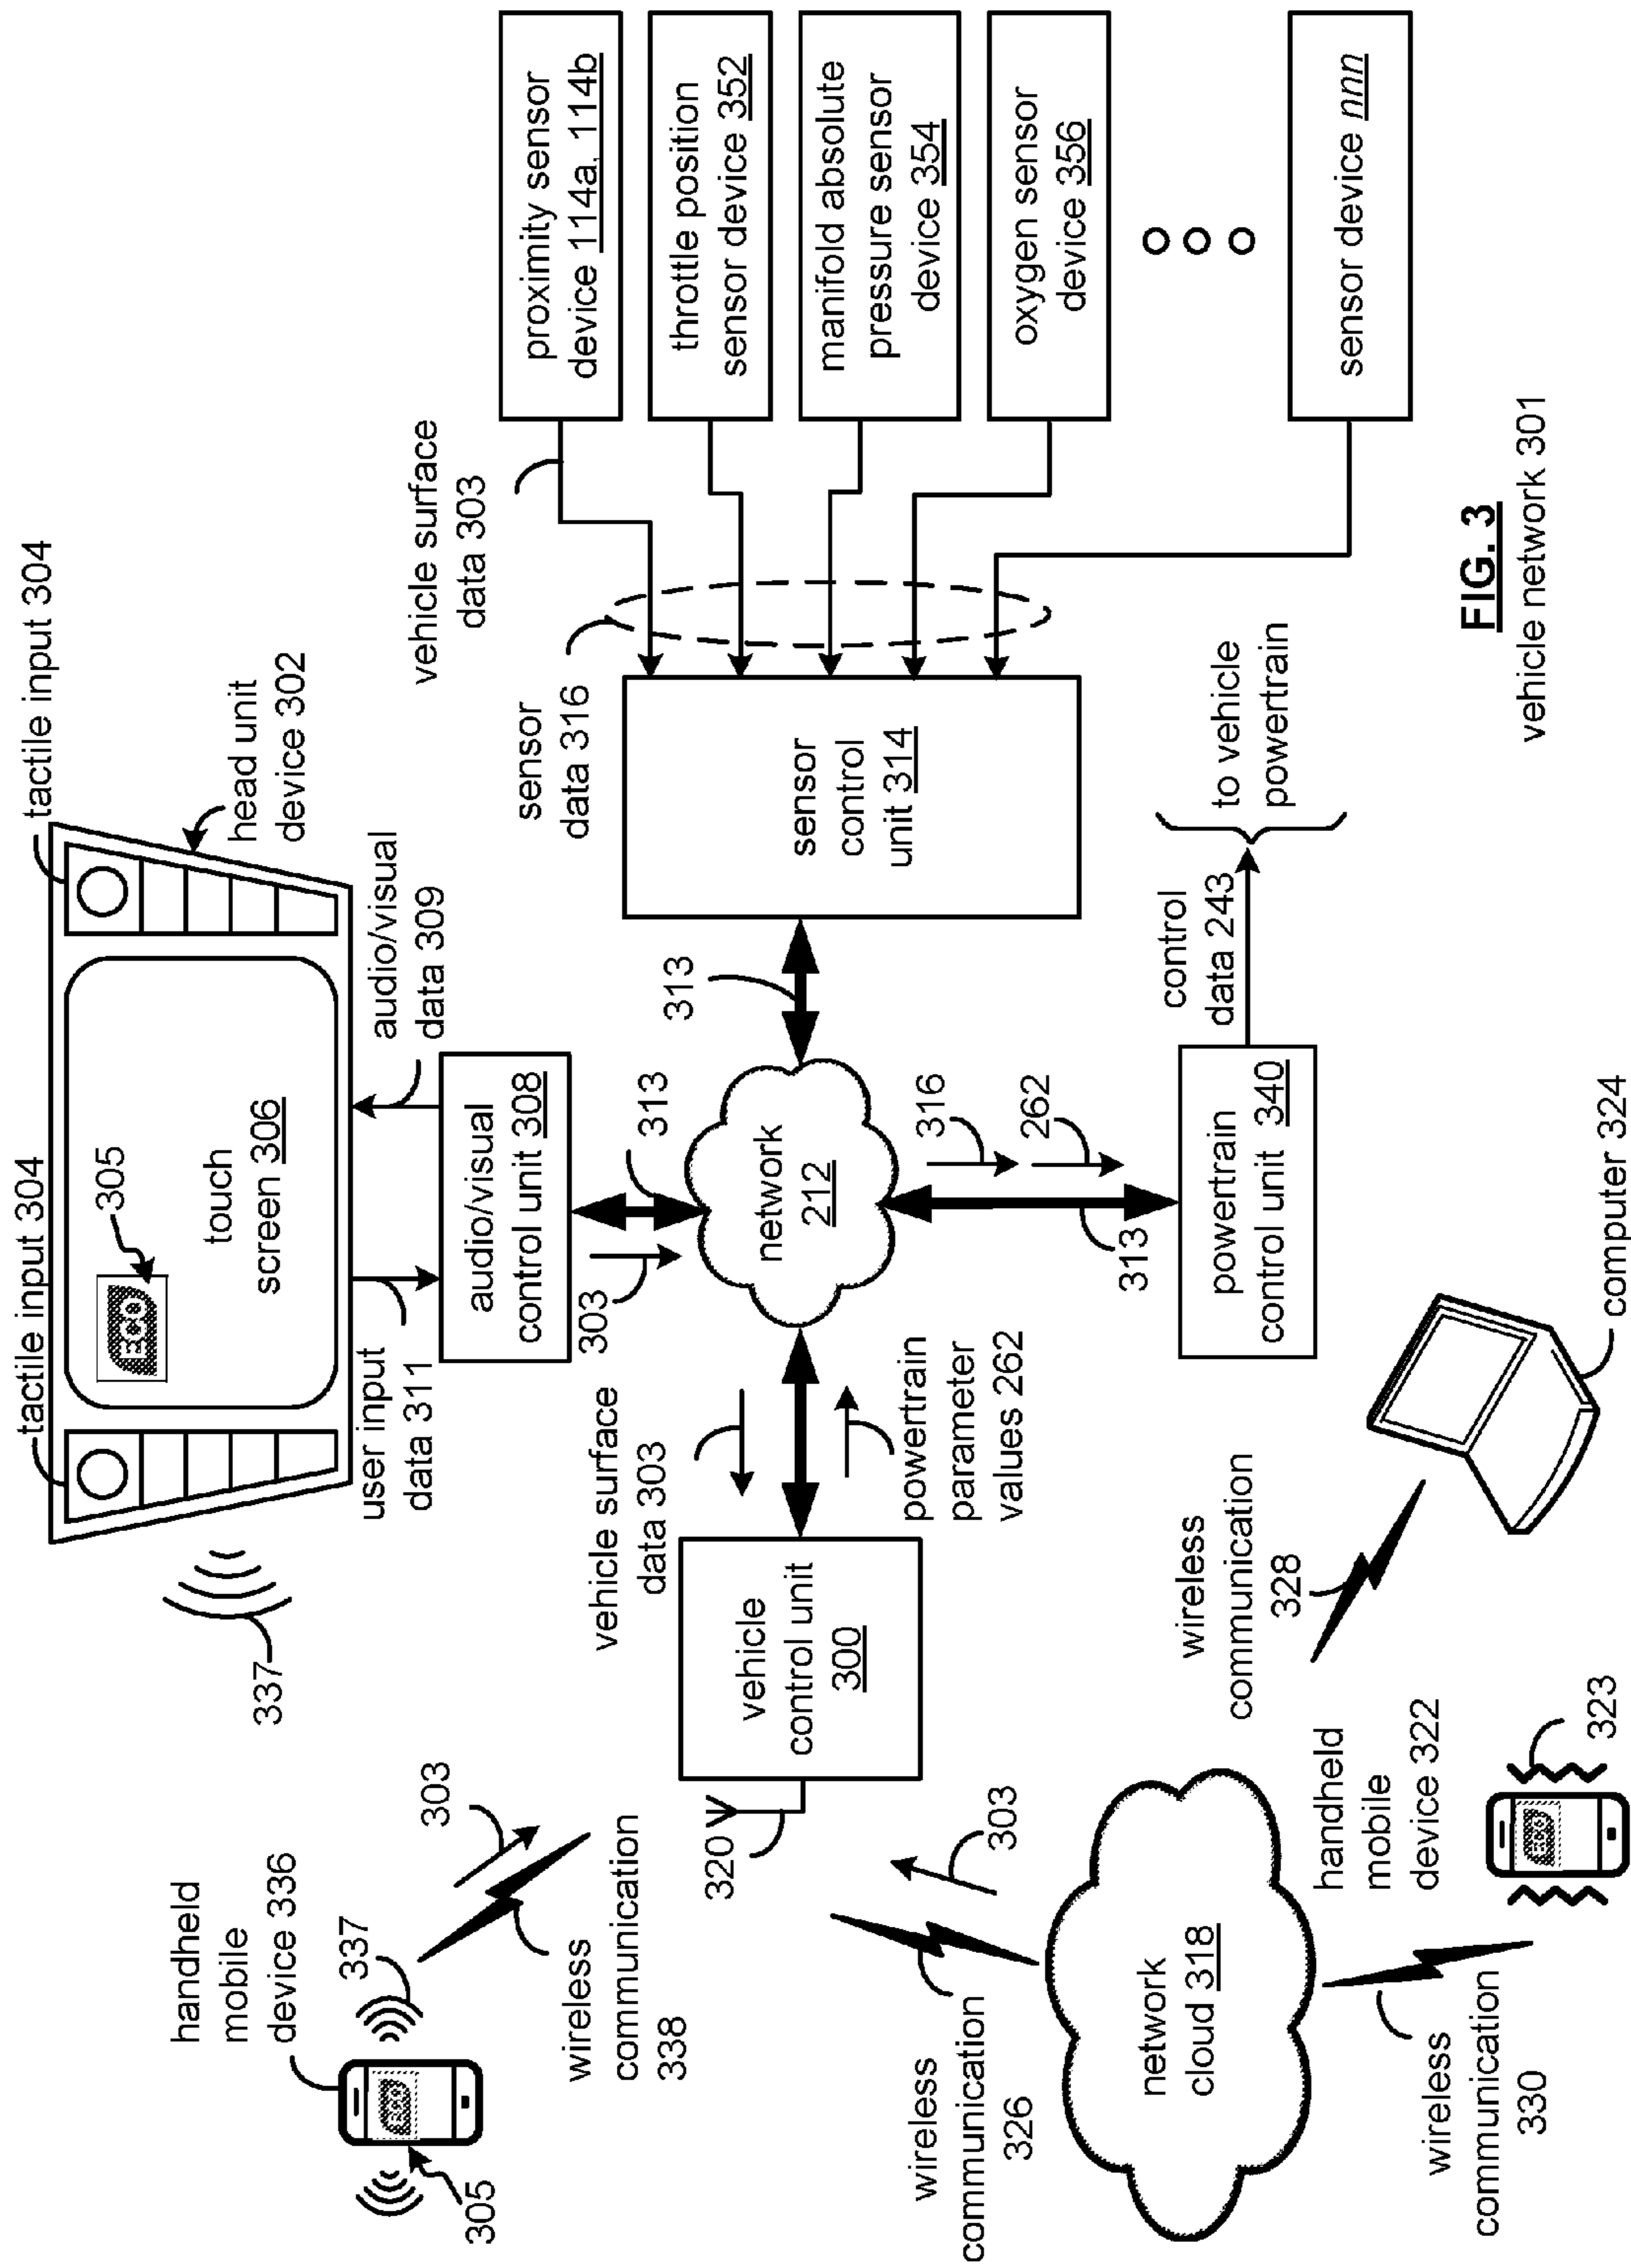 tactile input 304
tactile input 304
305
touch
screen 306
head unit
device 302
337
user input
data 311
audio/visual
data 309
audio/visual
control unit 308
303
313
handheld
mobile
device 336
337
305
303
wireless
communication
338
vehicle surface
data 303
vehicle
control unit
300
320
powertrain
parameter
values 262
network
212
313
316
262
313
sensor
control
unit 314
sensor
data 316
vehicle surface
data 303
proximity sensor
device 114a, 114b
throttle position
sensor device 352
manifold absolute
pressure sensor
device 354
oxygen sensor
device 356
sensor device nnn
powertrain
control unit 340
control
data 243
to vehicle
powertrain
wireless
communication
326
303
network
cloud 318
wireless
communication
330
handheld
mobile
device 322
323
ECO
wireless
communication
328
computer 324
ECO
ECO
FIG. 3
vehicle network 301